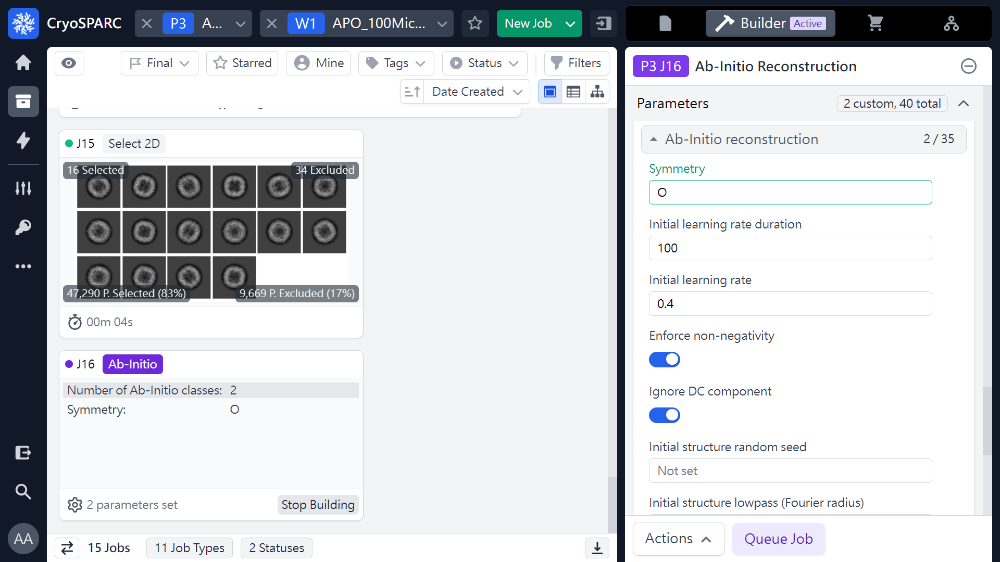 CryoSPARC
P3 A...
W1 APO_100Mic...
New Job
Builder Active
Final
Starred
Mine
Tags
Status
Filters
Date Created
J15 Select 2D
16 Selected
34 Excluded
47,290 P. Selected (83%)
9,669 P. Excluded (17%)
00m 04s
J16 Ab-Initio
Number of Ab-Initio classes: 2
Symmetry: O
2 parameters set
Stop Building
15 Jobs
11 Job Types
2 Statuses
AA
P3 J16 Ab-Initio Reconstruction
Parameters
2 custom, 40 total
Ab-Initio reconstruction 2 / 35
Symmetry
O
Initial learning rate duration
100
Initial learning rate
0.4
Enforce non-negativity
Ignore DC component
Initial structure random seed
Not set
Initial structure lowpass (Fourier radius)
Actions
Queue Job